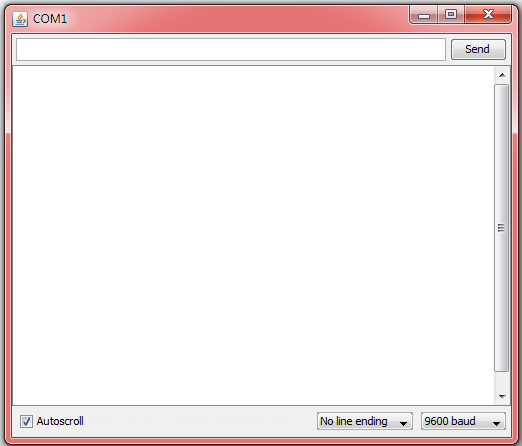 COM1
Send
Autoscroll
No line ending
9600 baud